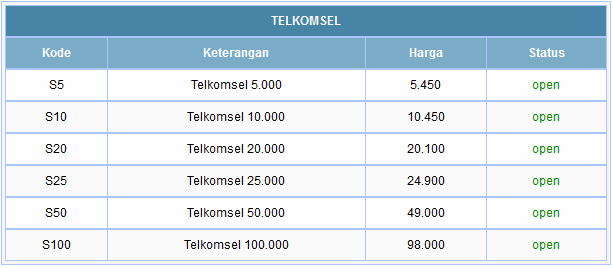 TELKOMSEL
Kode Keterangan Harga Status
S5 Telkomsel 5.000 5.450 open
S10 Telkomsel 10.000 10.450 open
S20 Telkomsel 20.000 20.100 open
S25 Telkomsel 25.000 24.900 open
S50 Telkomsel 50.000 49.000 open
S100 Telkomsel 100.000 98.000 open